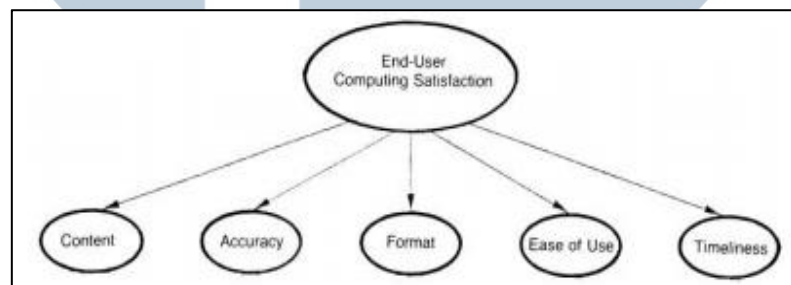 End-User
Computing Satisfaction
Content
Accuracy
Format
Ease of Use
Timeliness